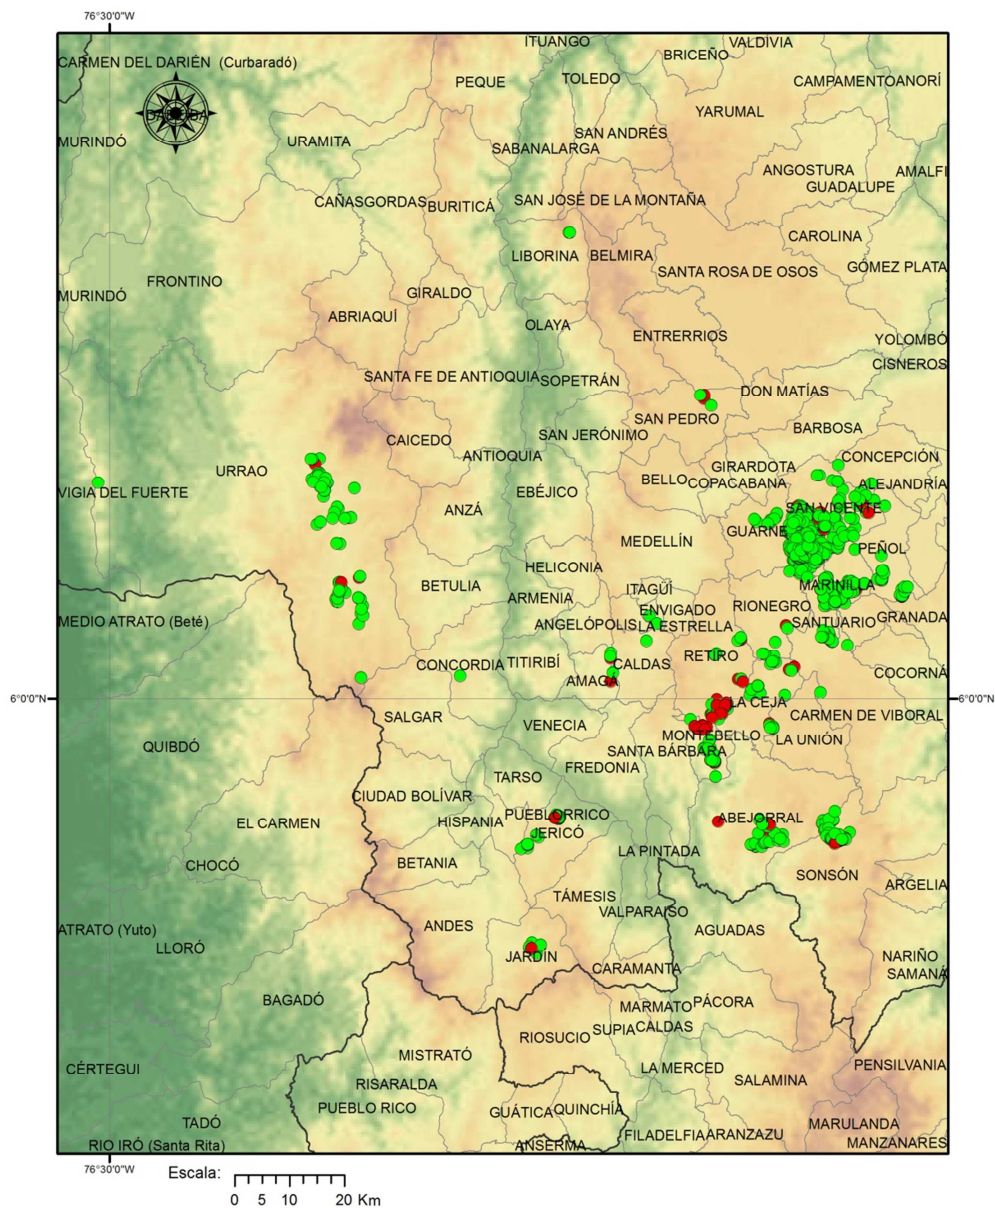 76°30'0"W
ITUANGO
VALDIVIA
BRICEÑO
CARMEN DEL DARIÉN (Curbaradó)
PEQUE
TOLEDO
CAMPAMENTO
ANORÍ
DABEIBA
YARUMAL
MURINDÓ
URAMITA
SAN ANDRÉS
SABANALARGA
ANGOSTURA
AMALFI
GUADALUPE
CAÑASGORDAS
BURITICÁ
SAN JOSÉ DE LA MONTAÑA
CAROLINA
LIBORINA
BELMIRA
SANTA ROSA DE OSOS
GÓMEZ PLATA
FRONTINO
MURINDÓ
GIRALDO
ABRIAQUÍ
OLAYA
ENTRERRIOS
YOLOMBÓ
CISNEROS
SANTA FE DE ANTIOQUIA
SOPETRÁN
DON MATÍAS
SAN PEDRO
BARBOSA
CAICEDO
SAN JERÓNIMO
ANTIOQUIA
CONCEPCIÓN
URRAO
GIRARDOTA
BELLO
COPACABANA
ALEJANDRÍA
VIGIA DEL FUERTE
EBÉJICO
SAN VICENTE
ANZÁ
GUARNE
MEDELLÍN
PEÑOL
HELICONIA
BETULIA
ITAGÜÍ
MARINILLA
ARMENIA
ENVIGADO
RIONEGRO
MEDIO ATRATO (Beté)
ANGELÓPOLIS
LA ESTRELLA
SANTUARIO
GRANADA
CONCORDIA
TITIRIBÍ
CALDAS
RETIRO
COCORNÁ
AMAGÁ
6°0'0"N
6°0'0"N
LA CEJA
SALGAR
VENECIA
CARMEN DE VIBORAL
QUIBDÓ
MONTEBELLO
LA UNIÓN
SANTA BÁRBARA
FREDONIA
TARSO
CIUDAD BOLÍVAR
EL CARMEN
HISPANIA
PUEBLORRICO
ABEJORRAL
JERICÓ
CHOCÓ
BETANIA
LA PINTADA
SONSÓN
ARGELIA
TÁMESIS
VALPARAÍSO
ATRATO (Yuto)
ANDES
AGUADAS
LLORÓ
JARDÍN
NARIÑO
CARAMANTA
SAMANÁ
BAGADÓ
MARMATO
PÁCORA
RIOSUCIO
SUPIA
CALDAS
MISTRATÓ
CÉRTEGUI
LA MERCED
PENSILVANIA
RISARALDA
SALAMINA
PUEBLO RICO
GUÁTICA
QUINCHÍA
TADÓ
MARULANDA
FILADELFIA
ARANZAZU
RIO IRÓ (Santa Rita)
ANSERMA
MANZANARES
76°30'0"W
Escala:
0 5 10 20 Km